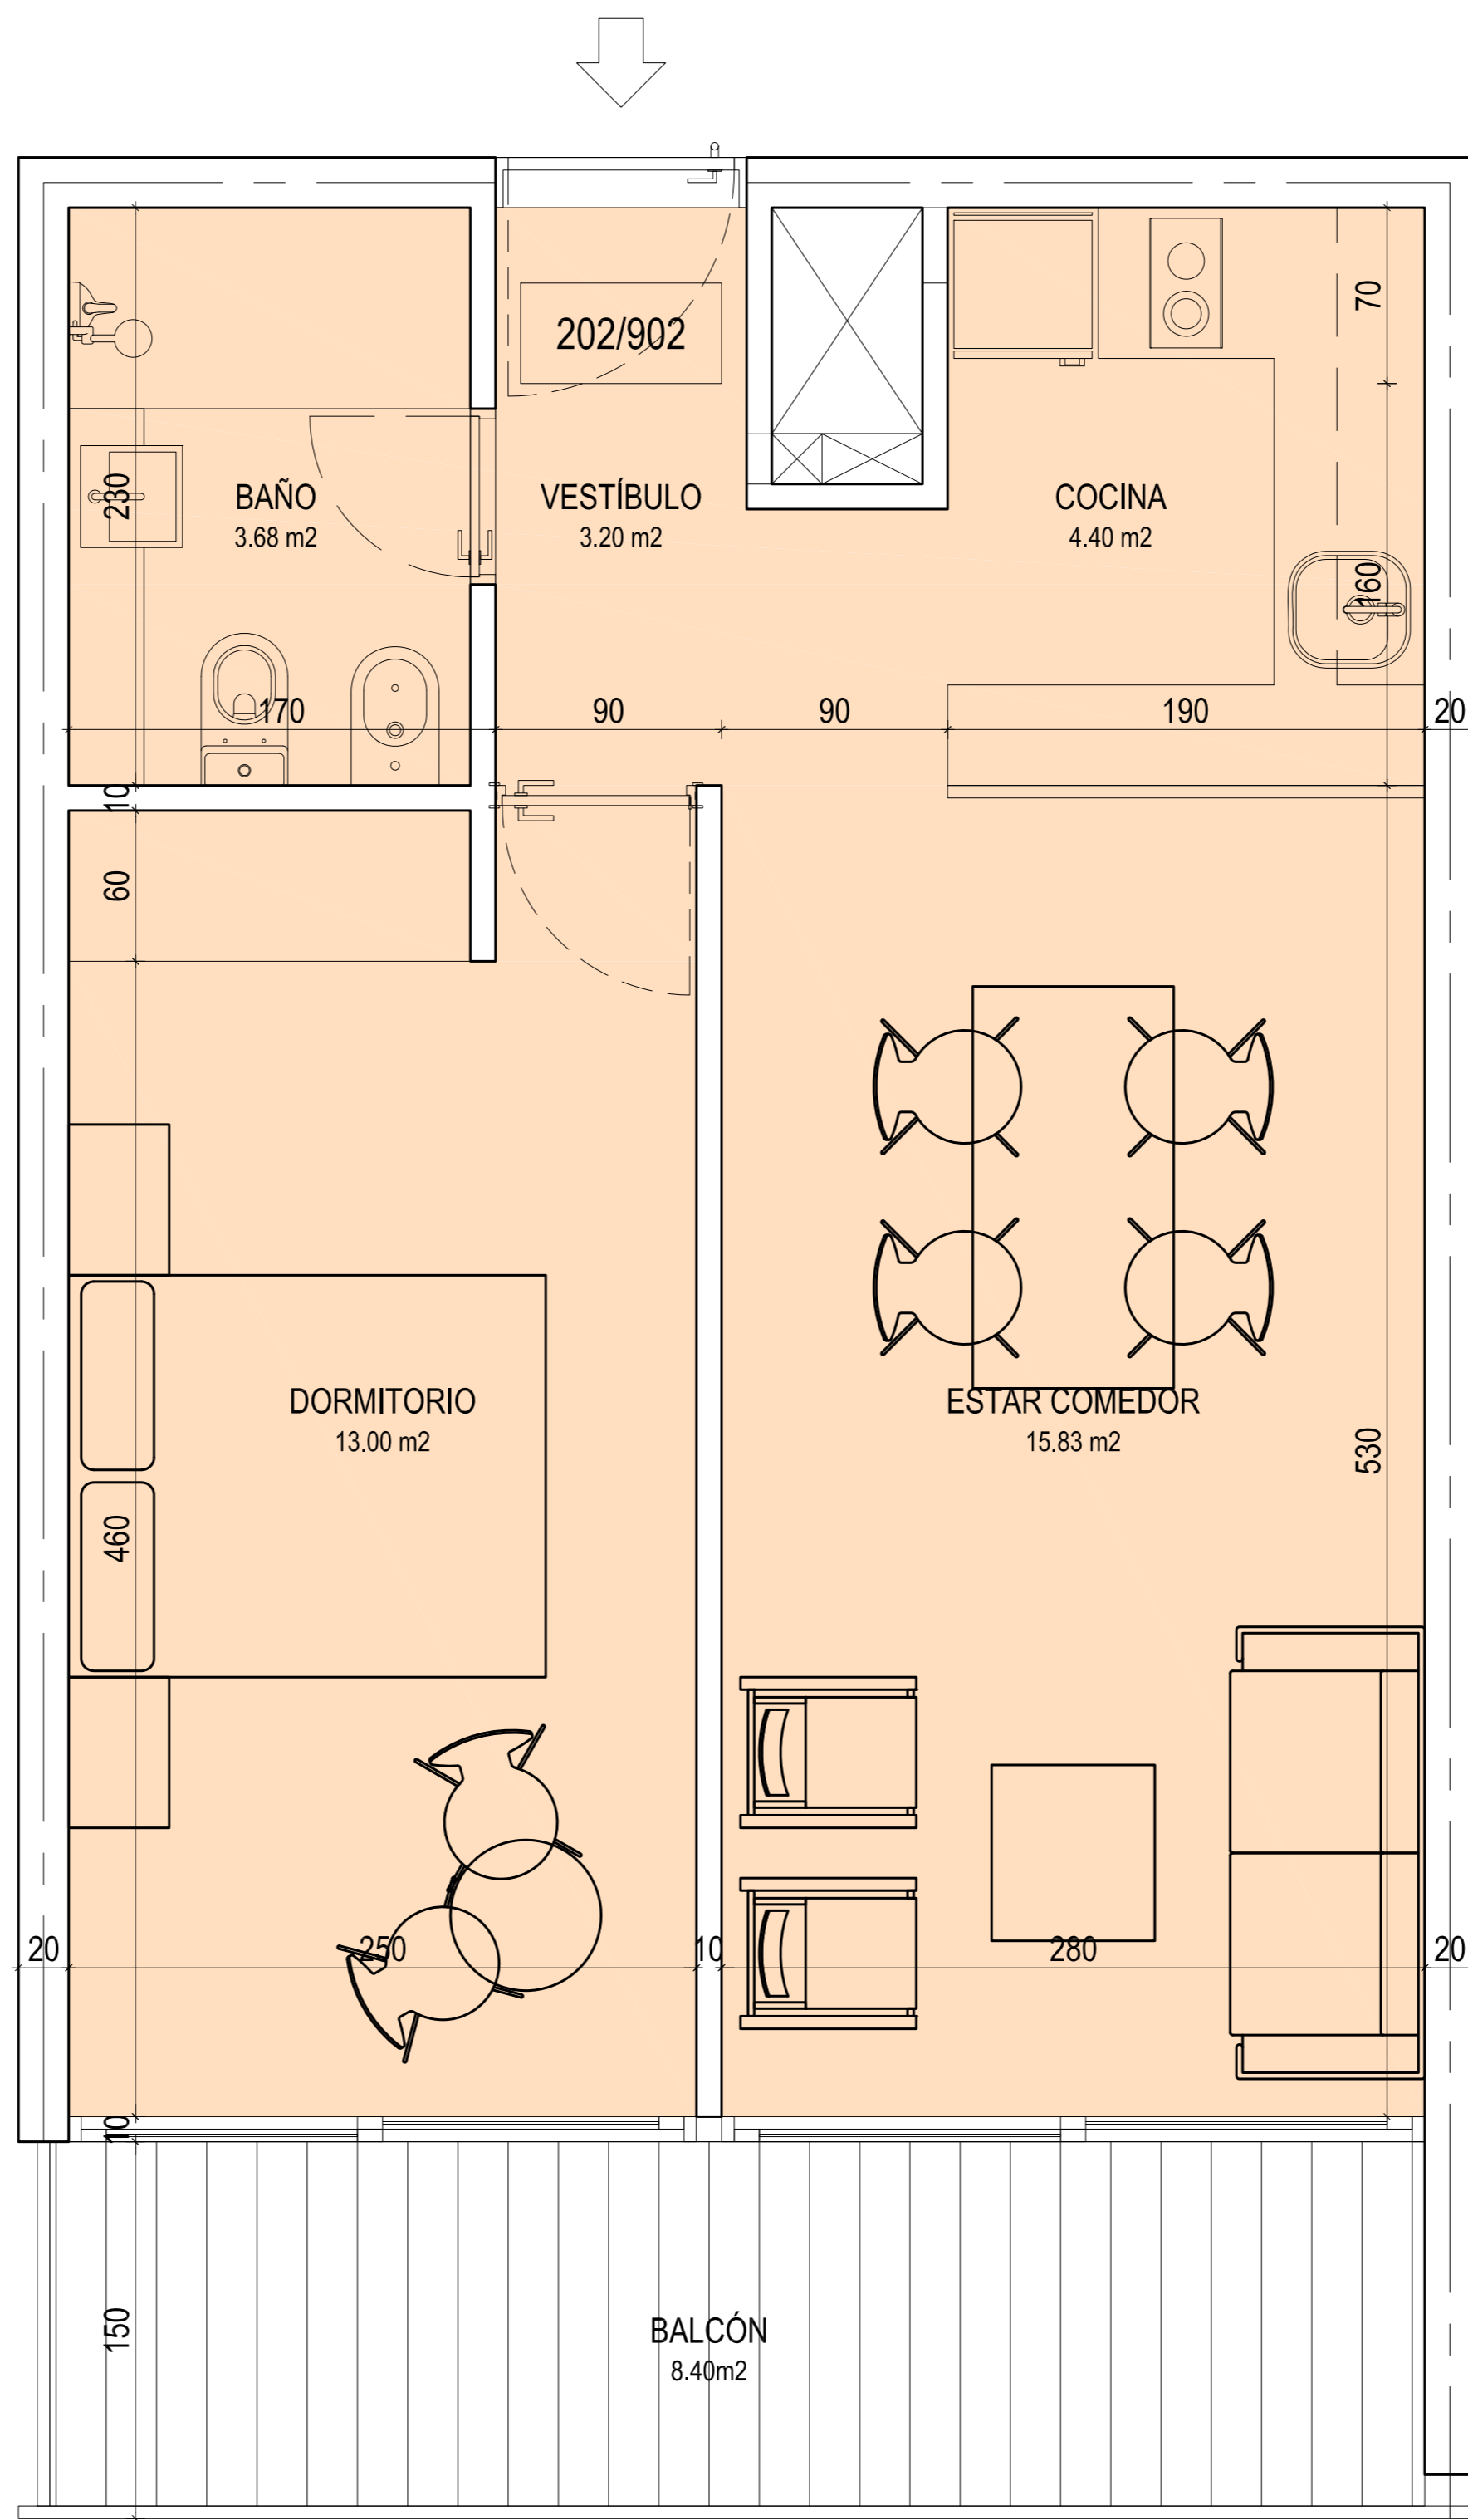 202/902
70
BAÑO
3.68 m2
VESTÍBULO
3.20 m2
COCINA
4.40 m2
230
160
170
90
90
190
20
10
60
DORMITORIO
13.00 m2
ESTAR COMEDOR
15.83 m2
530
460
20
250
10
280
20
10
150
BALCÓN
8.40m2